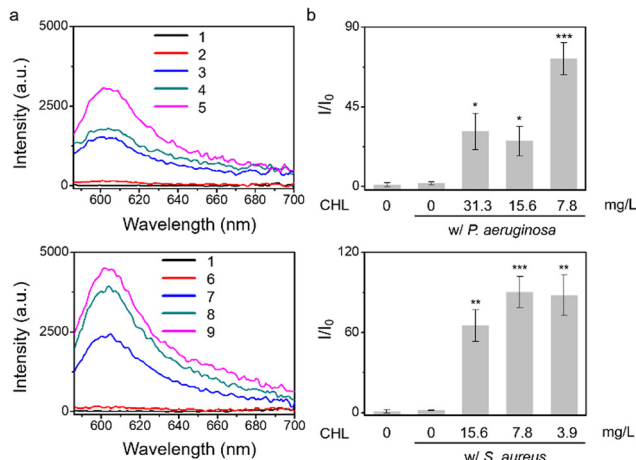 a
5000
2500
0
Intensity (a.u.)
1
2
3
4
5
600 620 640 660 680 700
Wavelength (nm)
b
90
45
0
I/I₀
*
*
***
CHL 0 0 31.3 15.6 7.8 mg/L
w/ P. aeruginosa
5000
2500
0
Intensity (a.u.)
1
6
7
8
9
600 620 640 660 680 700
Wavelength (nm)
120
60
0
I/I₀
**
***
**
CHL 0 0 15.6 7.8 3.9 mg/L
w/ S. aureus